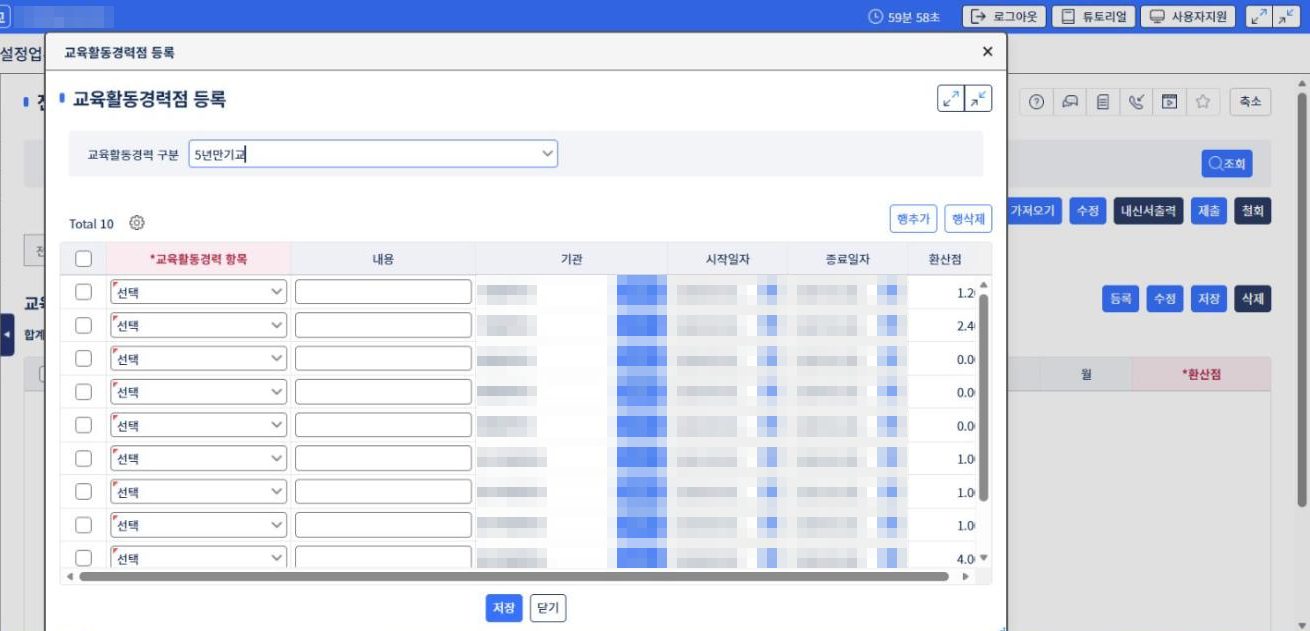 59분 58초 로그아웃 튜토리얼 사용자지원
설정업
교육활동경력점 등록
교육활동경력점 등록
축소
교육활동경력 구분 5년만기교
조회
가져오기 수정 내신서출력 제출 철회
Total 10 행추가 행삭제
*교육활동경력 항목 내용 기관 시작일자 종료일자 환산점
선택 1.2
등록 수정 저장 삭제
선택 2.4
합계
선택 0.0
월 *환산점
선택 0.0
선택 0.0
선택 1.0
선택 1.0
선택 1.0
선택 4.0
저장 닫기